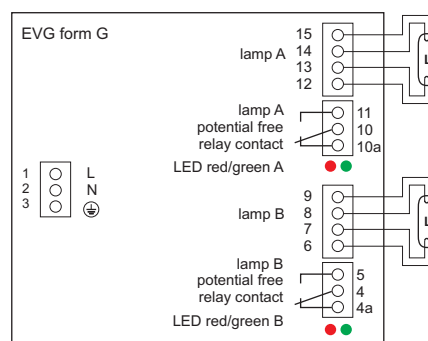 EVG form G
15
lamp A 14
13
12
lamp A 11
potential free 10
relay contact 10a
LED red/green A
1 L
2 N
3
9
lamp B 8
7
6
lamp B 5
potential free 4
relay contact 4a
LED red/green B
L
L